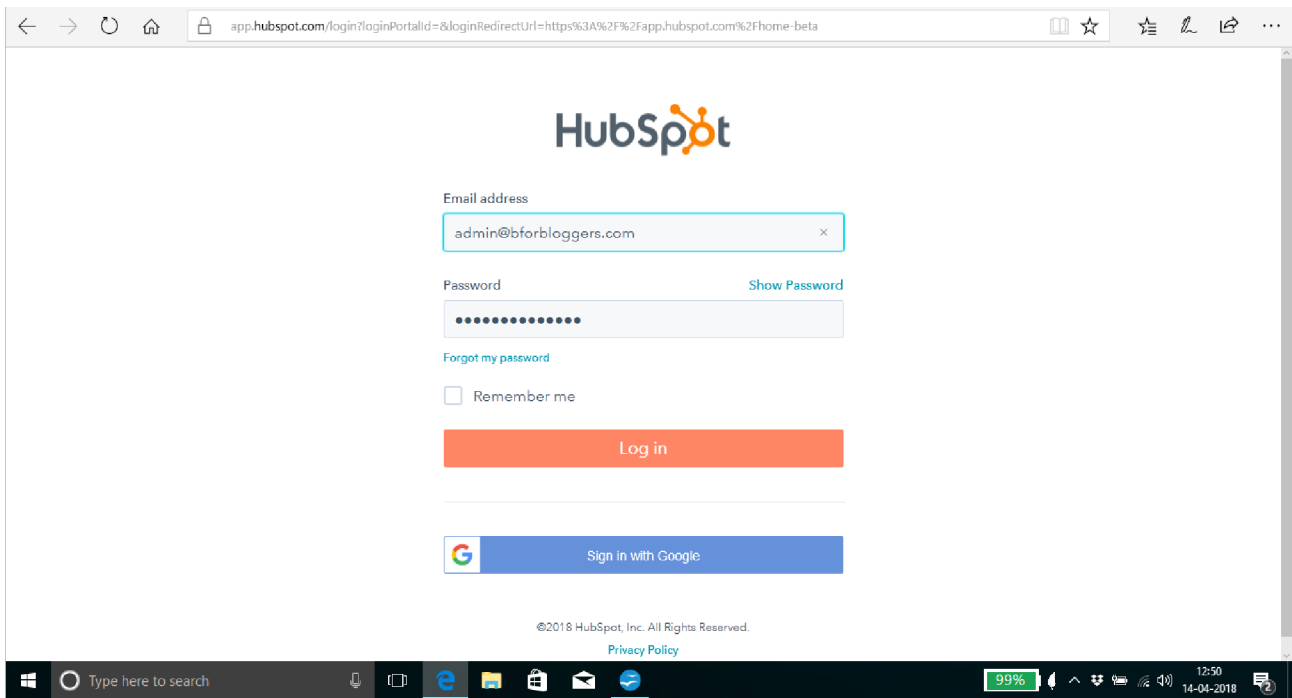 app.hubspot.com/login?loginPortalId=&loginRedirectUrl=https%3A%2F%2Fapp.hubspot.com%2Fhome-beta
HubSpot
Email address
admin@bforbloggers.com
Password Show Password
Forgot my password
Remember me
Log in
Sign in with Google
©2018 HubSpot, Inc. All Rights Reserved.
Privacy Policy
Type here to search
99%
12:50
14-04-2018
2